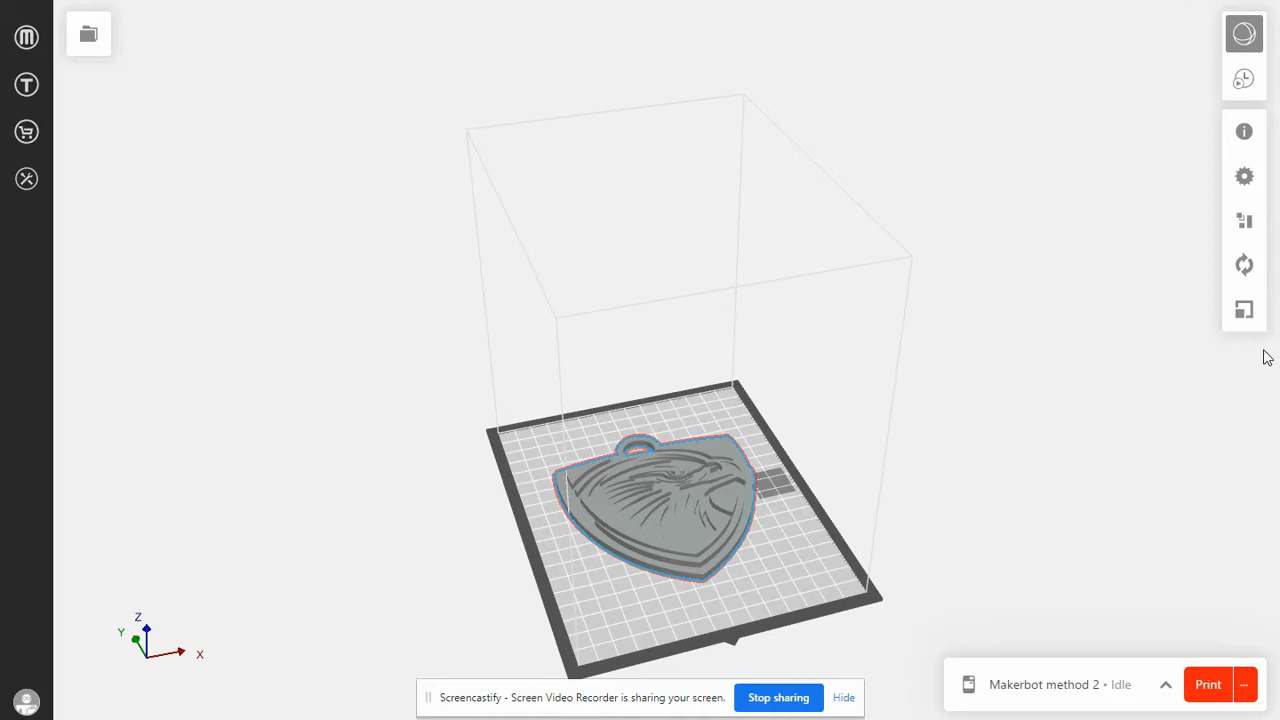 Z
Y
X
Screencastify - Screen Video Recorder is sharing your screen.
Stop sharing
Hide
Makerbot method 2 • Idle
Print